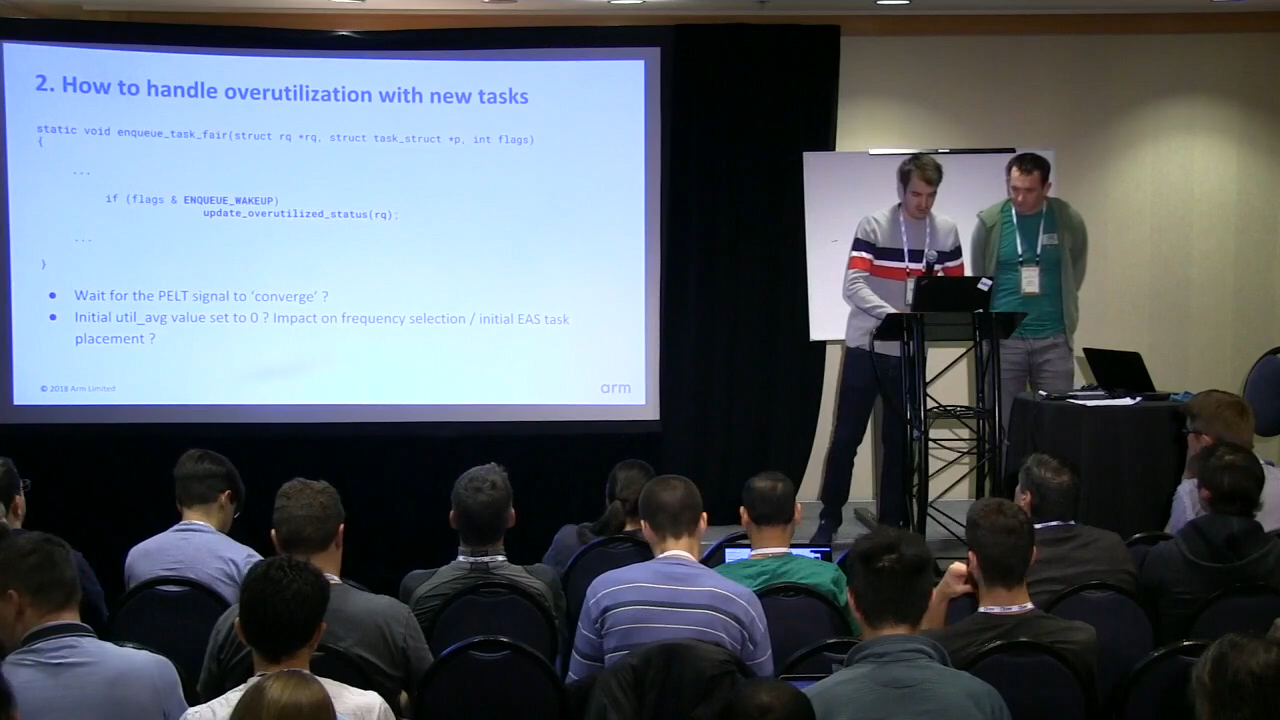 2. How to handle overutilization with new tasks
static void enqueue_task_fair(struct rq *rq, struct task_struct *p, int flags)
{
...
if (flags & ENQUEUE_WAKEUP)
update_overutilized_status(rq);
...
}
● Wait for the PELT signal to ‘converge’ ?
● Initial util_avg value set to 0 ? Impact on frequency selection / initial EAS task
placement ?
© 2018 Arm Limited
arm